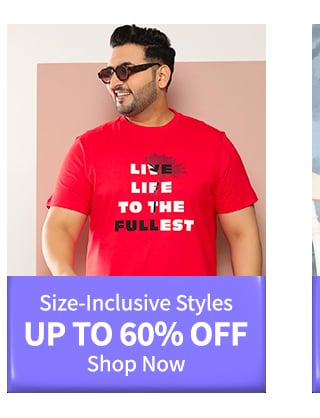 LIVE
LIFE
TO THE
FULLEST
Size-Inclusive Styles
UP TO 60% OFF
Shop Now